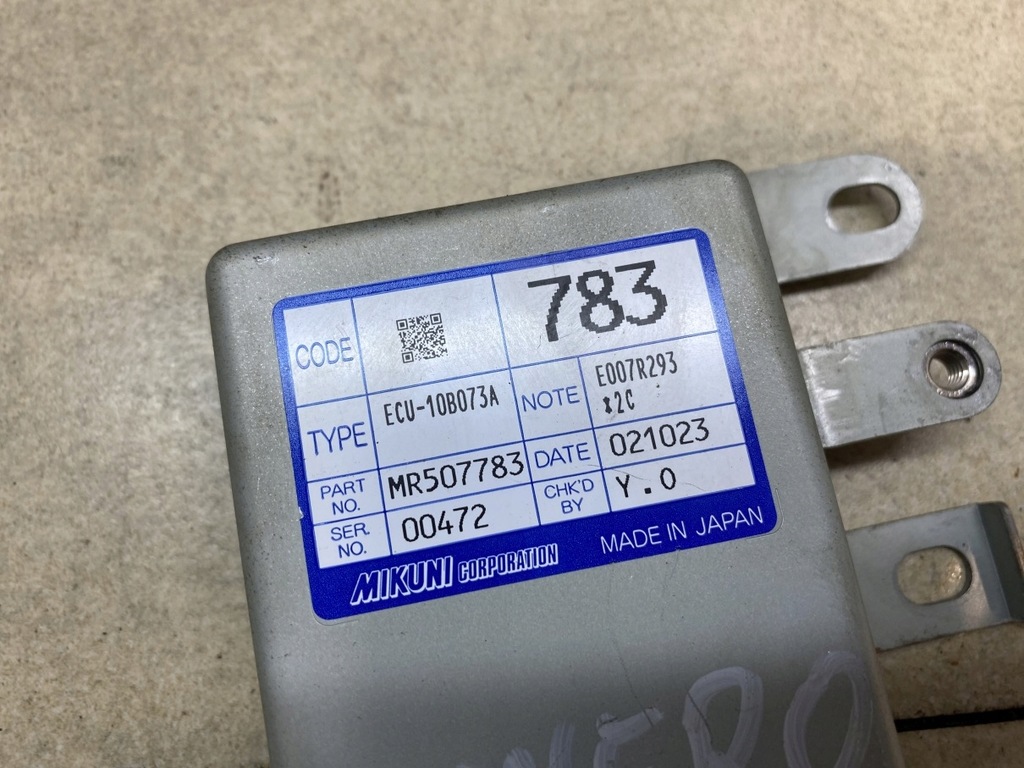 CODE 783
TYPE ECU-10B073A NOTE E007R293
*2C
PART NO. MR507783 DATE 021023
SER. NO. 00472 CHK'D BY Y.O
MIKUNI CORPORATION MADE IN JAPAN